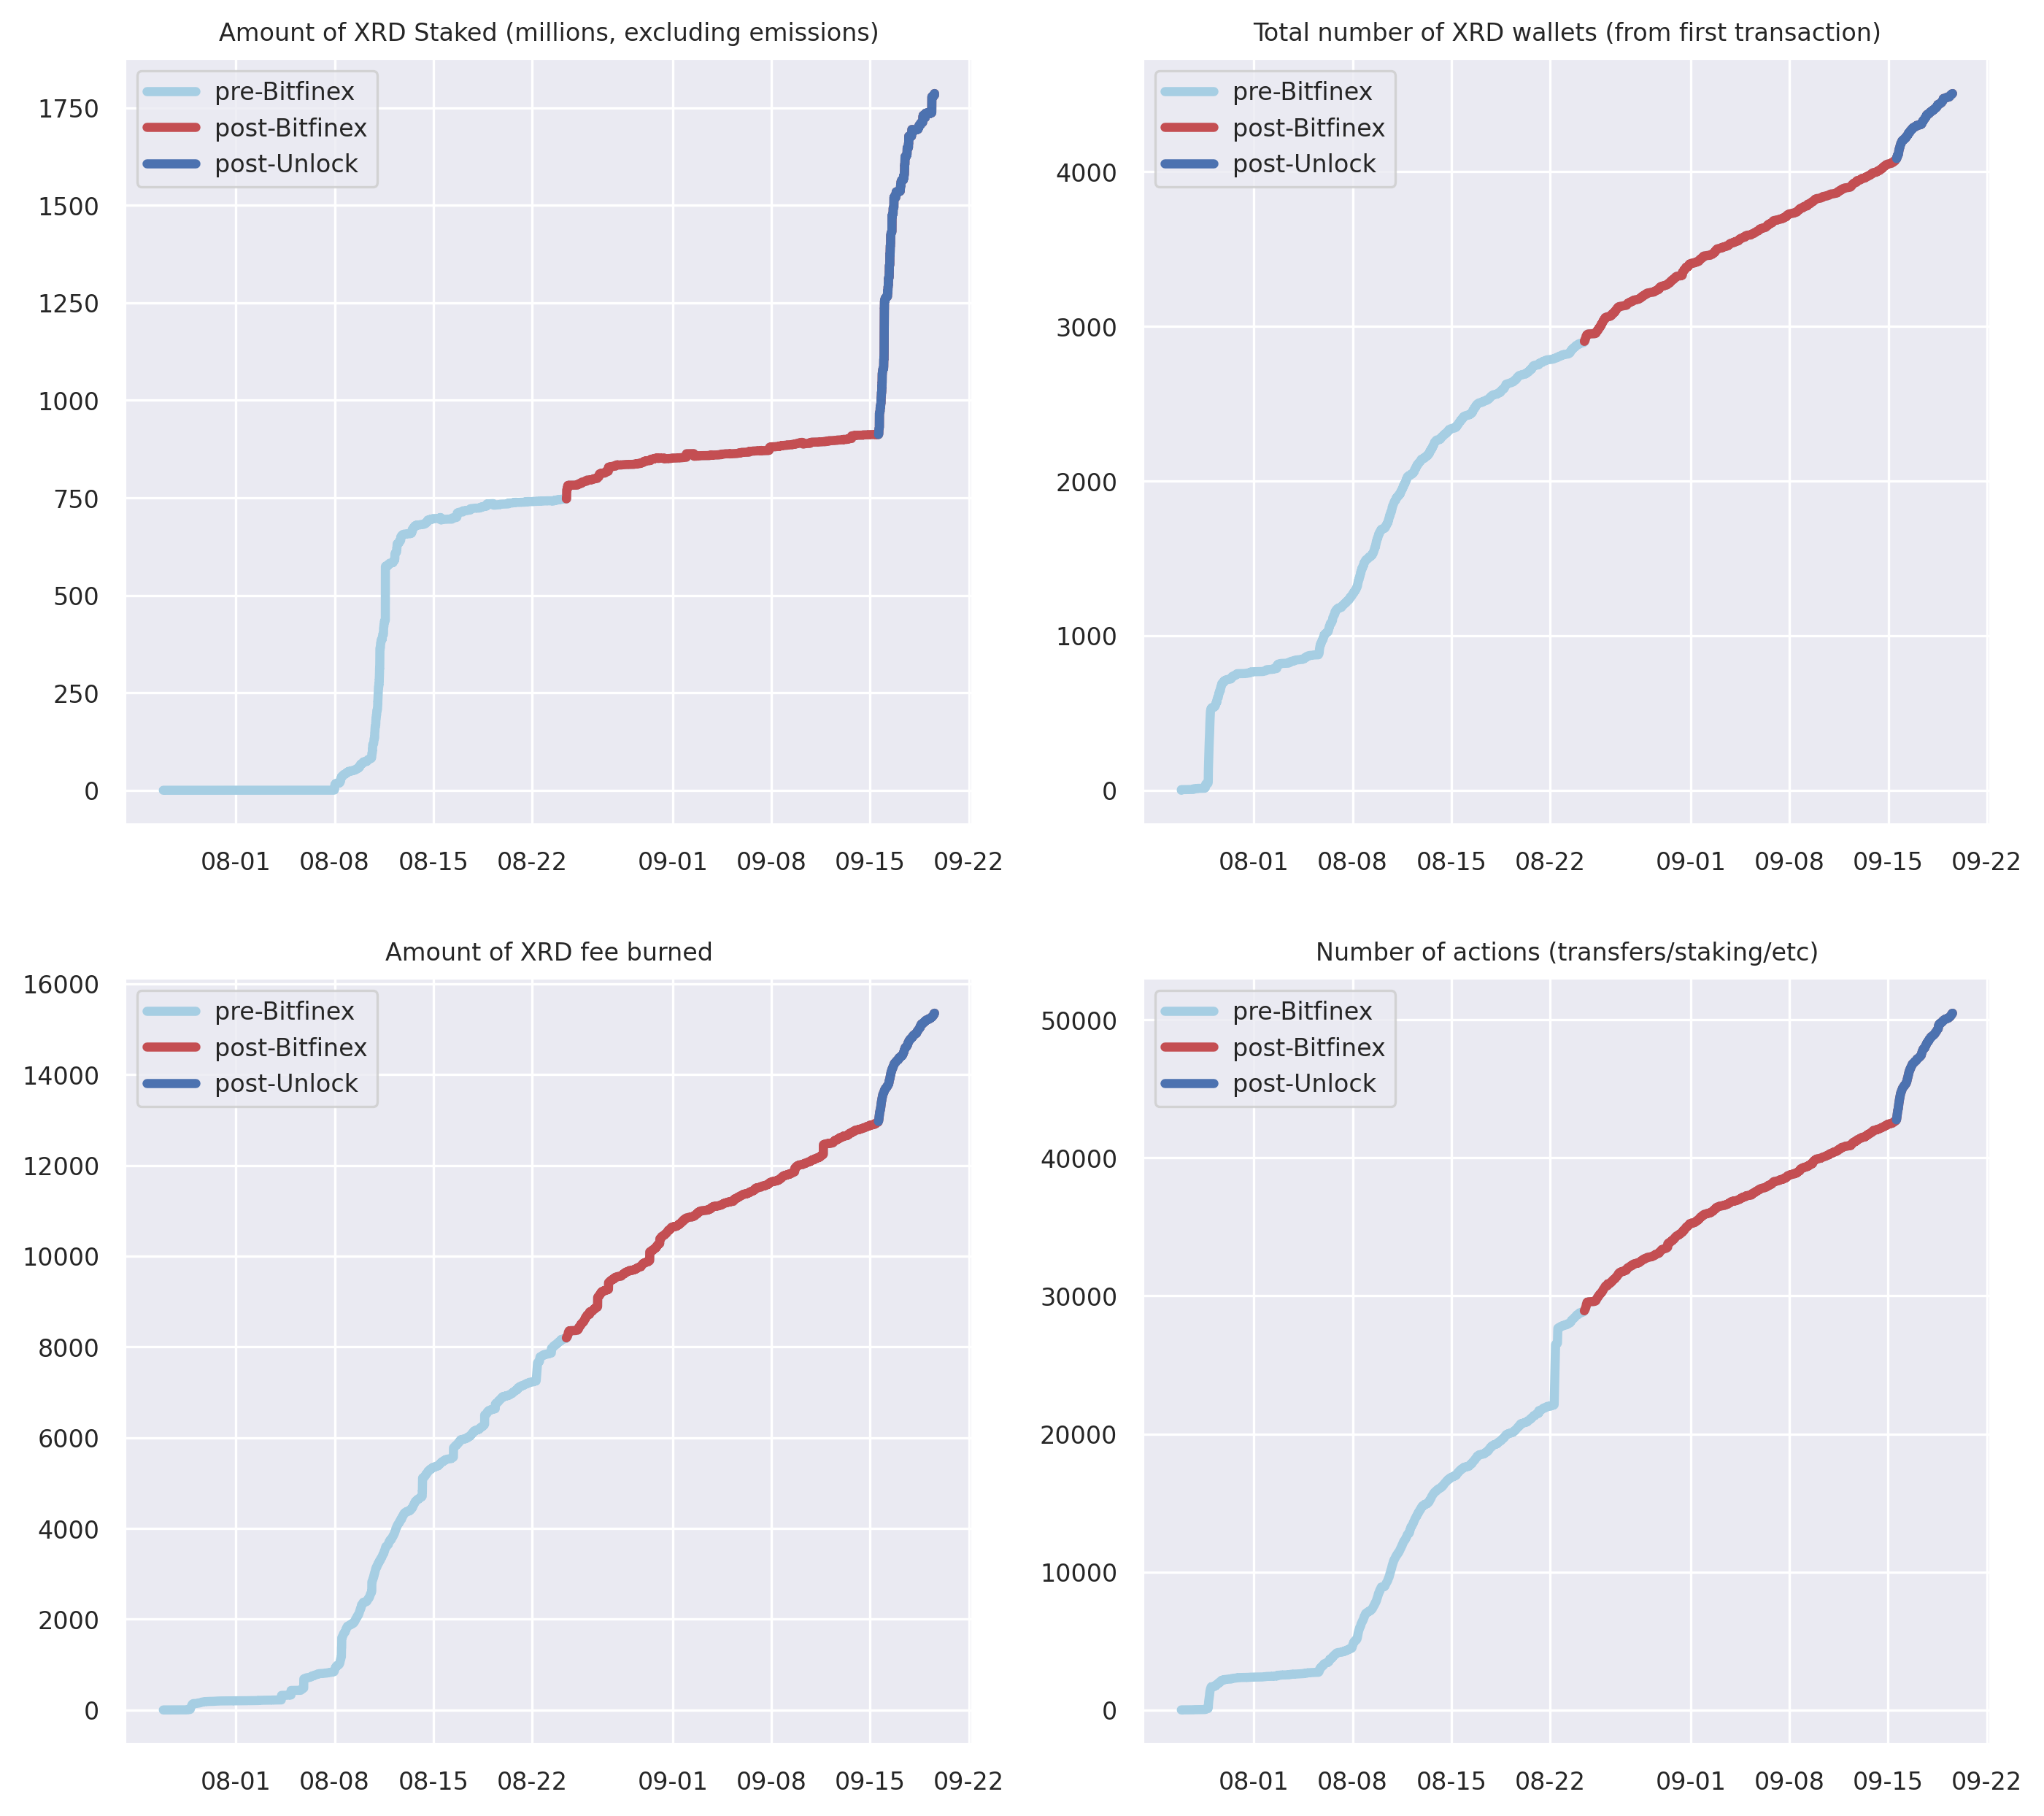 Amount of XRD Staked (millions, excluding emissions)
pre-Bitfinex
post-Bitfinex
post-Unlock
1750
1500
1250
1000
750
500
250
0
08-01 08-08 08-15 08-22 09-01 09-08 09-15 09-22
Total number of XRD wallets (from first transaction)
pre-Bitfinex
post-Bitfinex
post-Unlock
4000
3000
2000
1000
0
08-01 08-08 08-15 08-22 09-01 09-08 09-15 09-22
Amount of XRD fee burned
pre-Bitfinex
post-Bitfinex
post-Unlock
16000
14000
12000
10000
8000
6000
4000
2000
0
08-01 08-08 08-15 08-22 09-01 09-08 09-15 09-22
Number of actions (transfers/staking/etc)
pre-Bitfinex
post-Bitfinex
post-Unlock
50000
40000
30000
20000
10000
0
08-01 08-08 08-15 08-22 09-01 09-08 09-15 09-22